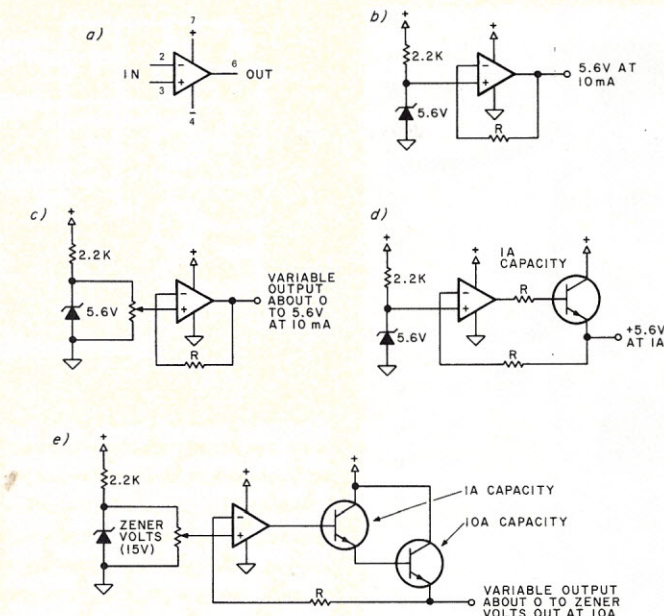 a)
7
+
2
−
IN
6
OUT
3
+
−
4
b)
+
+
2.2K
−
+
5.6V AT
10mA
5.6V
R
c)
+
+
2.2K
−
+
5.6V
VARIABLE
OUTPUT
ABOUT 0
TO 5.6V
AT 10 mA
R
d)
+
+
+
1A
CAPACITY
2.2K
−
+
R
5.6V
+5.6V
AT 1A
R
e)
+
+
+
2.2K
1A CAPACITY
10A CAPACITY
ZENER
VOLTS
(15V)
−
+
R
VARIABLE OUTPUT
ABOUT 0 TO ZENER
VOLTS OUT AT 10A